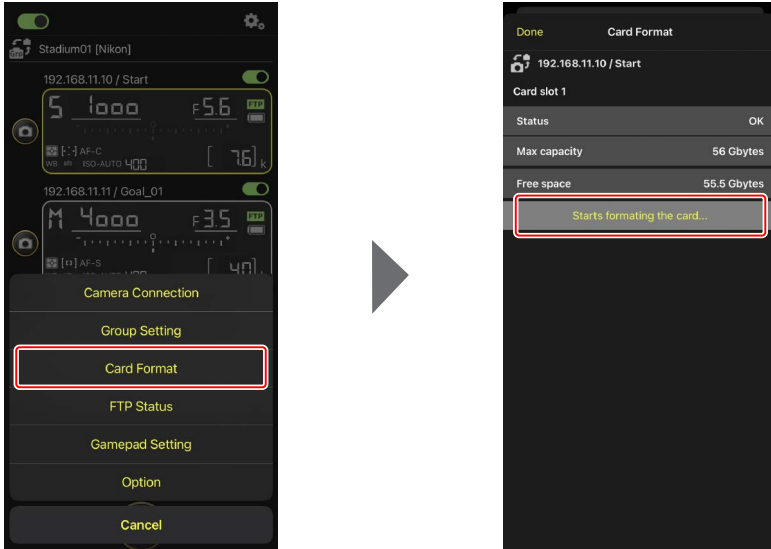 Stadium01 [Nikon]
192.168.11.10 / Start
S 1000 F5.6 FTP
AF-C
WB ISO-AUTO 400 [ 7.6] k
192.168.11.11 / Goal_01
M 4000 F3.5 FTP
AF-S
[ 40]
Camera Connection
Group Setting
Card Format
FTP Status
Gamepad Setting
Option
Cancel
Done Card Format
192.168.11.10 / Start
Card slot 1
Status OK
Max capacity 56 Gbytes
Free space 55.5 Gbytes
Starts formating the card...